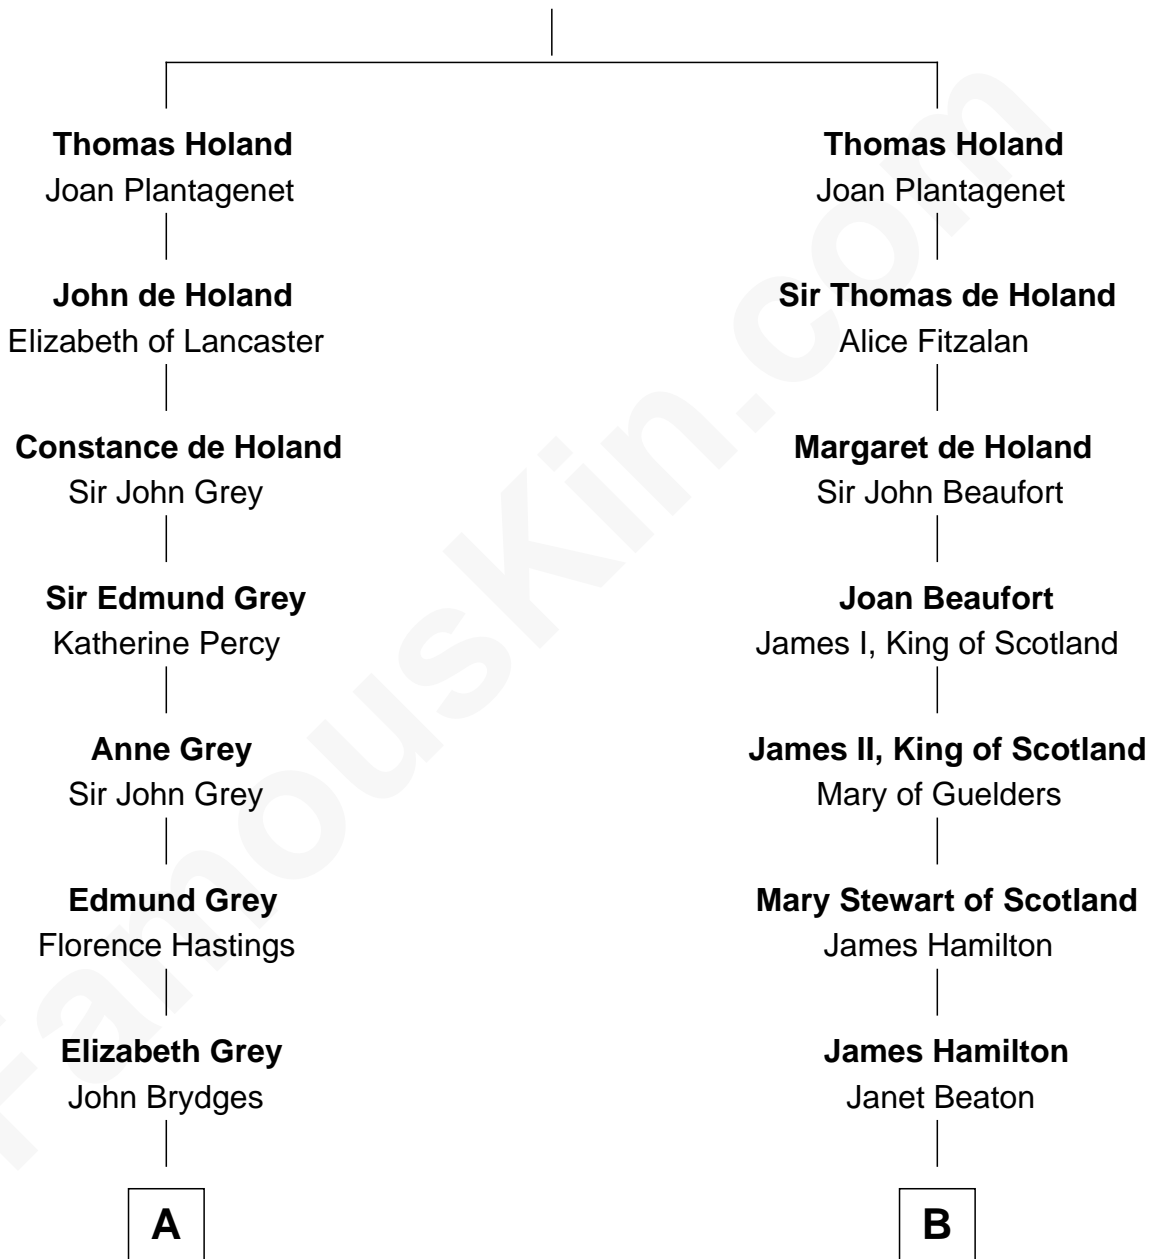 Thomas Holand
Joan Plantagenet
John de Holand
Elizabeth of Lancaster
Constance de Holand
Sir John Grey
Sir Edmund Grey
Katherine Percy
Anne Grey
Sir John Grey
Edmund Grey
Florence Hastings
Elizabeth Grey
John Brydges
A
Thomas Holand
Joan Plantagenet
Sir Thomas de Holand
Alice Fitzalan
Margaret de Holand
Sir John Beaufort
Joan Beaufort
James I, King of Scotland
James II, King of Scotland
Mary of Guelders
Mary Stewart of Scotland
James Hamilton
James Hamilton
Janet Beaton
B
FamousKin.com